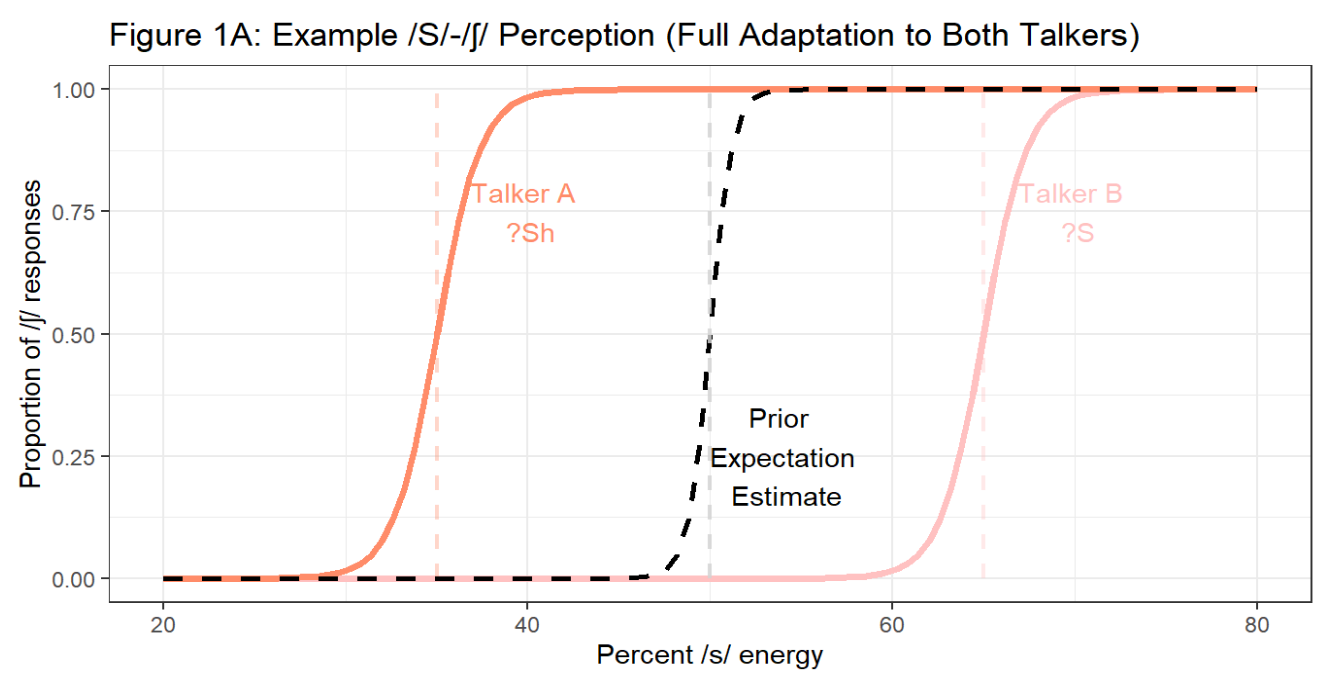 Figure 1A: Example /S/-/ʃ/ Perception (Full Adaptation to Both Talkers)
Proportion of /ʃ/ responses
1.00
0.75
0.50
0.25
0.00
Talker A
?Sh
Prior
Expectation
Estimate
Talker B
?S
20
40
60
80
Percent /s/ energy